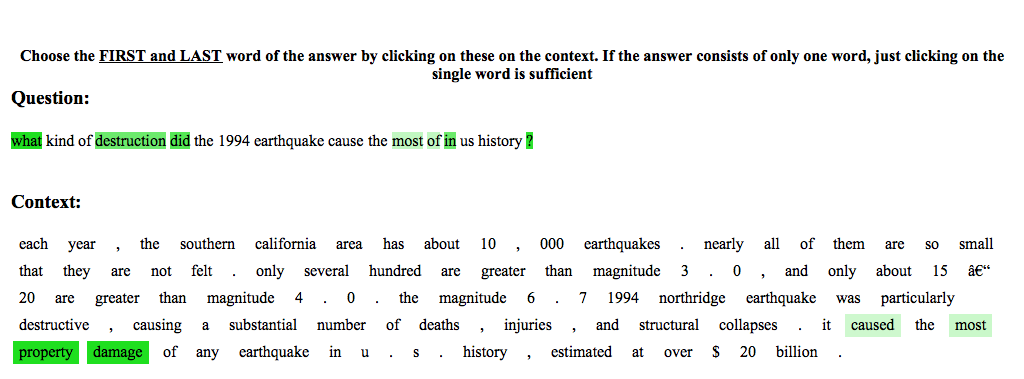 Choose the FIRST and LAST word of the answer by clicking on these on the context. If the answer consists of only one word, just clicking on the
single word is sufficient
Question:
what kind of destruction did the 1994 earthquake cause the most of in us history ?
Context:
each year , the southern california area has about 10 , 000 earthquakes . nearly all of them are so small
that they are not felt . only several hundred are greater than magnitude 3 . 0 , and only about 15 â€“
20 are greater than magnitude 4 . 0 . the magnitude 6 . 7 1994 northridge earthquake was particularly
destructive , causing a substantial number of deaths , injuries , and structural collapses . it caused the most
property damage of any earthquake in u . s . history , estimated at over $ 20 billion .